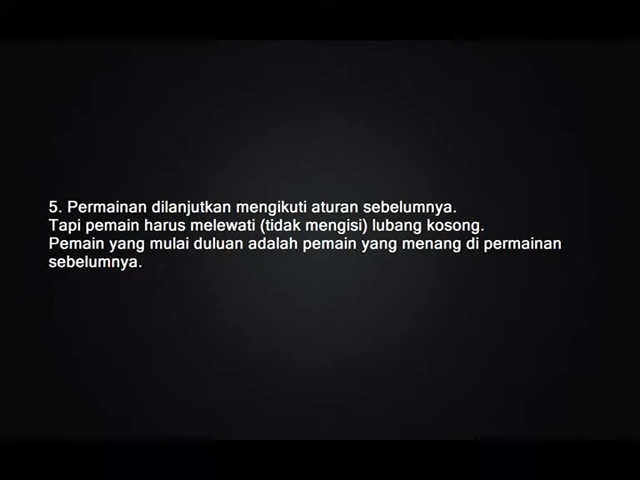 5. Permainan dilanjutkan mengikuti aturan sebelumnya.
Tapi pemain harus melewati (tidak mengisi) lubang kosong.
Pemain yang mulai duluan adalah pemain yang menang di permainan
sebelumnya.